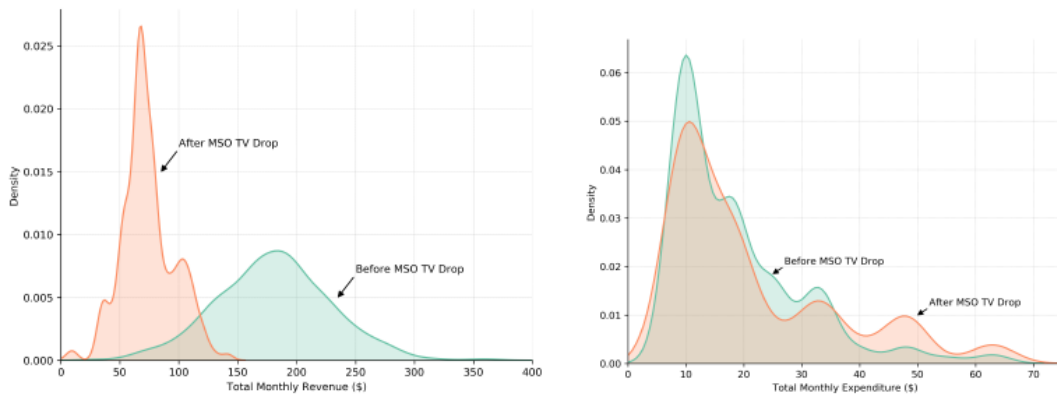 0.025
0.020
0.015
0.010
0.005
0.000
Density
After MSO TV Drop
Before MSO TV Drop
0 50 100 150 200 250 300 350 400
Total Monthly Revenue ($)
0.06
0.05
0.04
0.03
0.02
0.01
0.00
Density
Before MSO TV Drop
After MSO TV Drop
0 10 20 30 40 50 60 70
Total Monthly Expenditure ($)